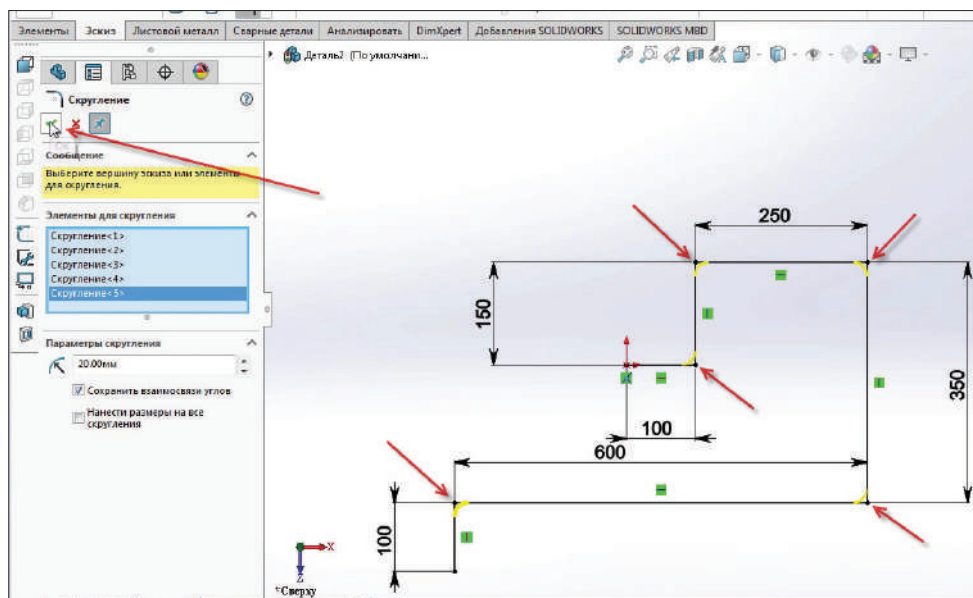 Элементы Эскиз Листовой металл Сварные детали Анализировать DimXpert Добавления SOLIDWORKS SOLIDWORKS MBD
Деталь2 (По умолчани...
Скругление
OK
Сообщение
Выберите вершину эскиза или элементы
для скругления.
Элементы для скругления
Скругление<1>
Скругление<2>
Скругление<3>
Скругление<4>
Скругление<5>
Параметры скругления
20.00мм
Сохранить взаимосвязи углов
Нанести размеры на все
скругления
250
150
350
100
600
100
X
Z
*Сверху